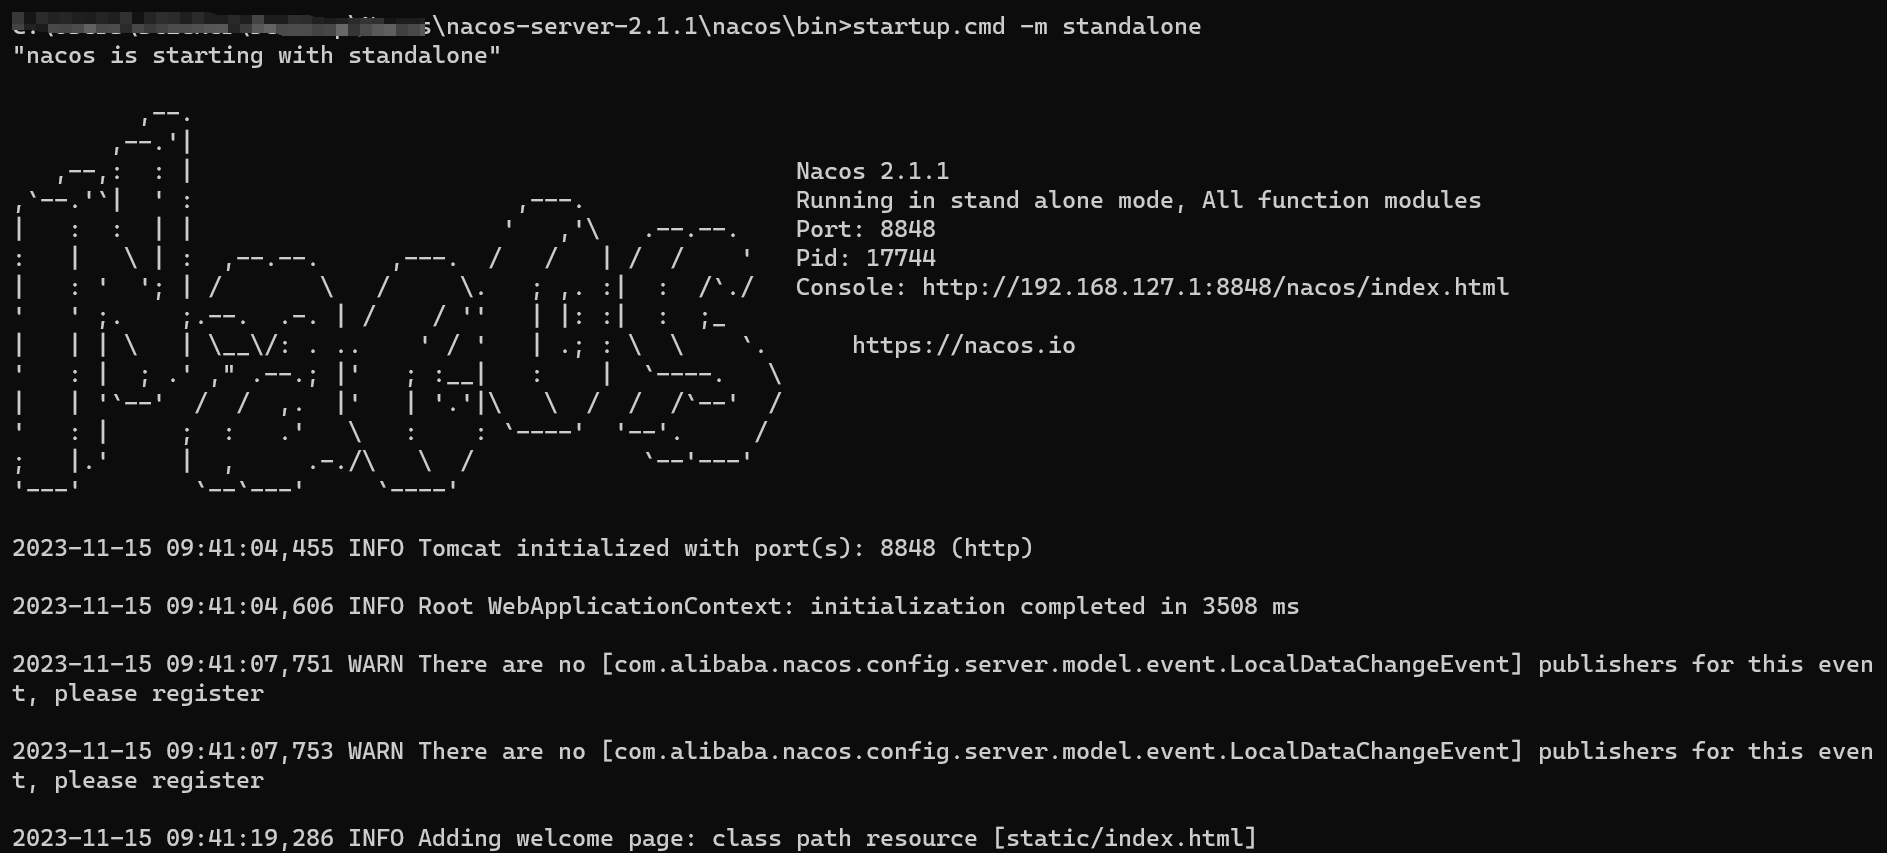 s\nacos-server-2.1.1\nacos\bin>startup.cmd -m standalone
"nacos is starting with standalone"
Nacos 2.1.1
Running in stand alone mode, All function modules
Port: 8848
Pid: 17744
Console: http://192.168.127.1:8848/nacos/index.html
https://nacos.io
2023-11-15 09:41:04,455 INFO Tomcat initialized with port(s): 8848 (http)
2023-11-15 09:41:04,606 INFO Root WebApplicationContext: initialization completed in 3508 ms
2023-11-15 09:41:07,751 WARN There are no [com.alibaba.nacos.config.server.model.event.LocalDataChangeEvent] publishers for this even
t, please register
2023-11-15 09:41:07,753 WARN There are no [com.alibaba.nacos.config.server.model.event.LocalDataChangeEvent] publishers for this even
t, please register
2023-11-15 09:41:19,286 INFO Adding welcome page: class path resource [static/index.html]